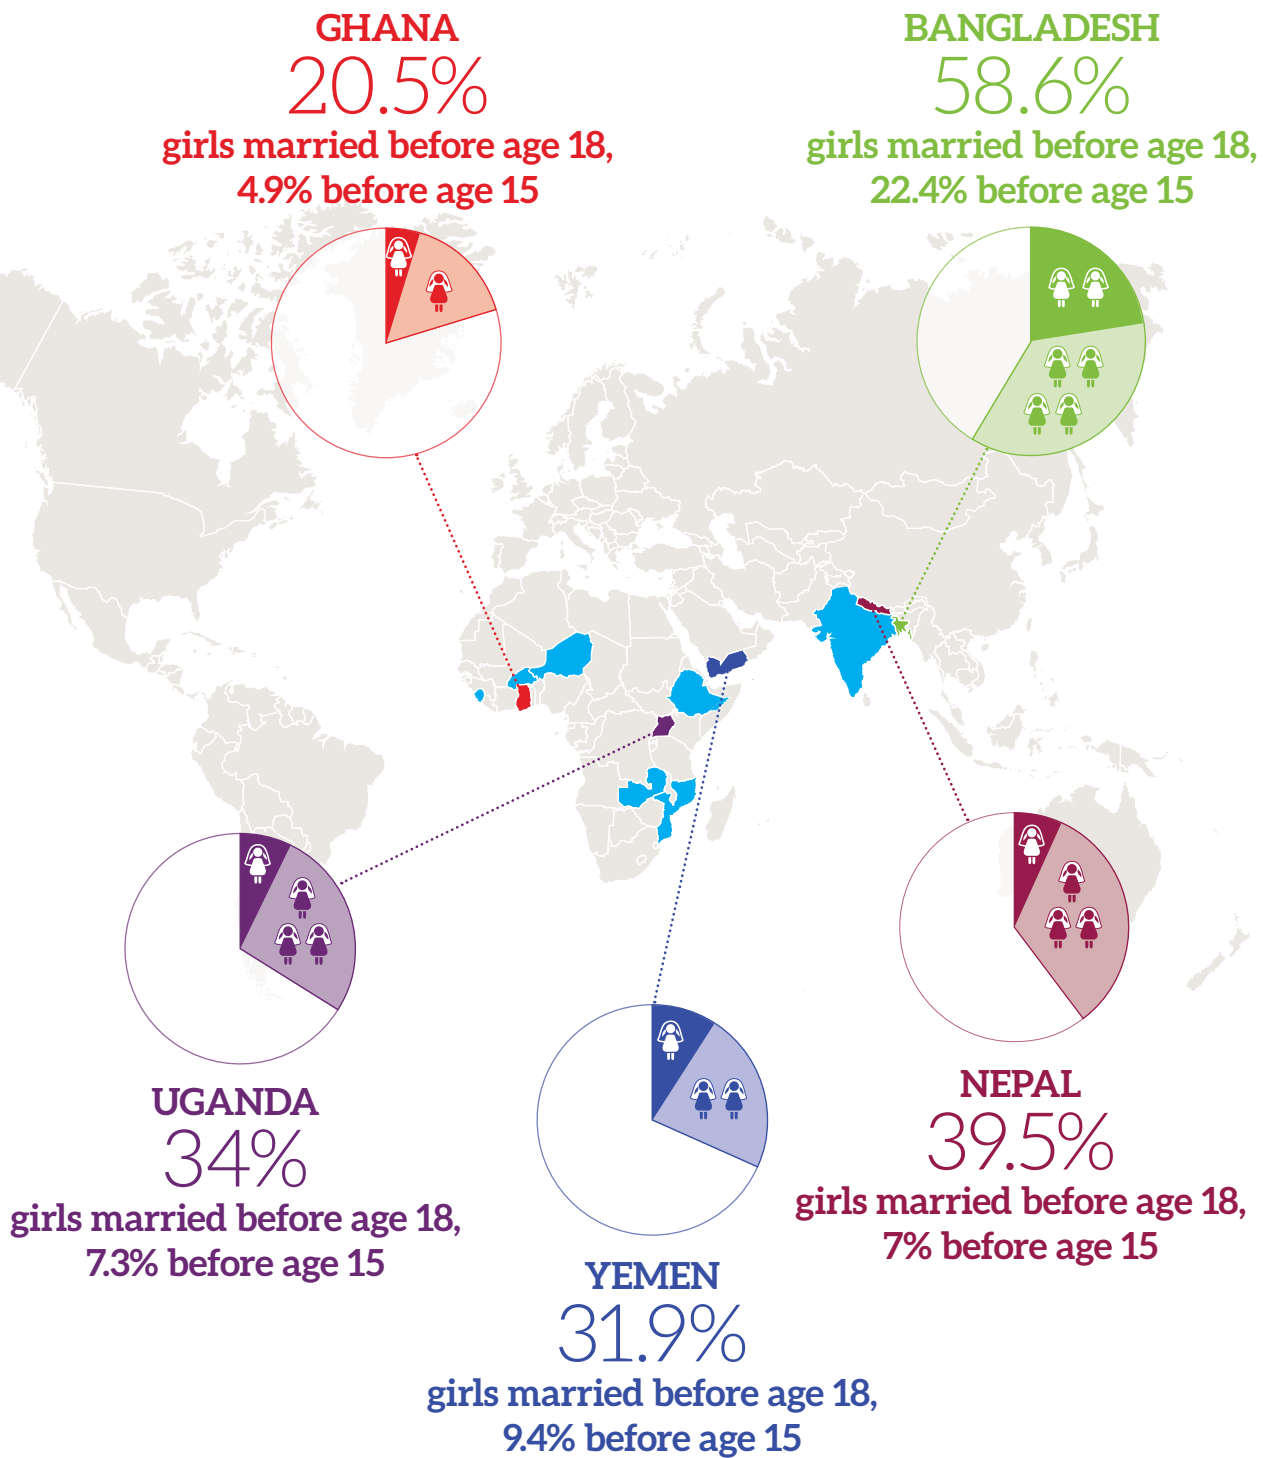 GHANA
20.5%
girls married before age 18,
4.9% before age 15
BANGLADESH
58.6%
girls married before age 18,
22.4% before age 15
UGANDA
34%
girls married before age 18,
7.3% before age 15
YEMEN
31.9%
girls married before age 18,
9.4% before age 15
NEPAL
39.5%
girls married before age 18,
7% before age 15